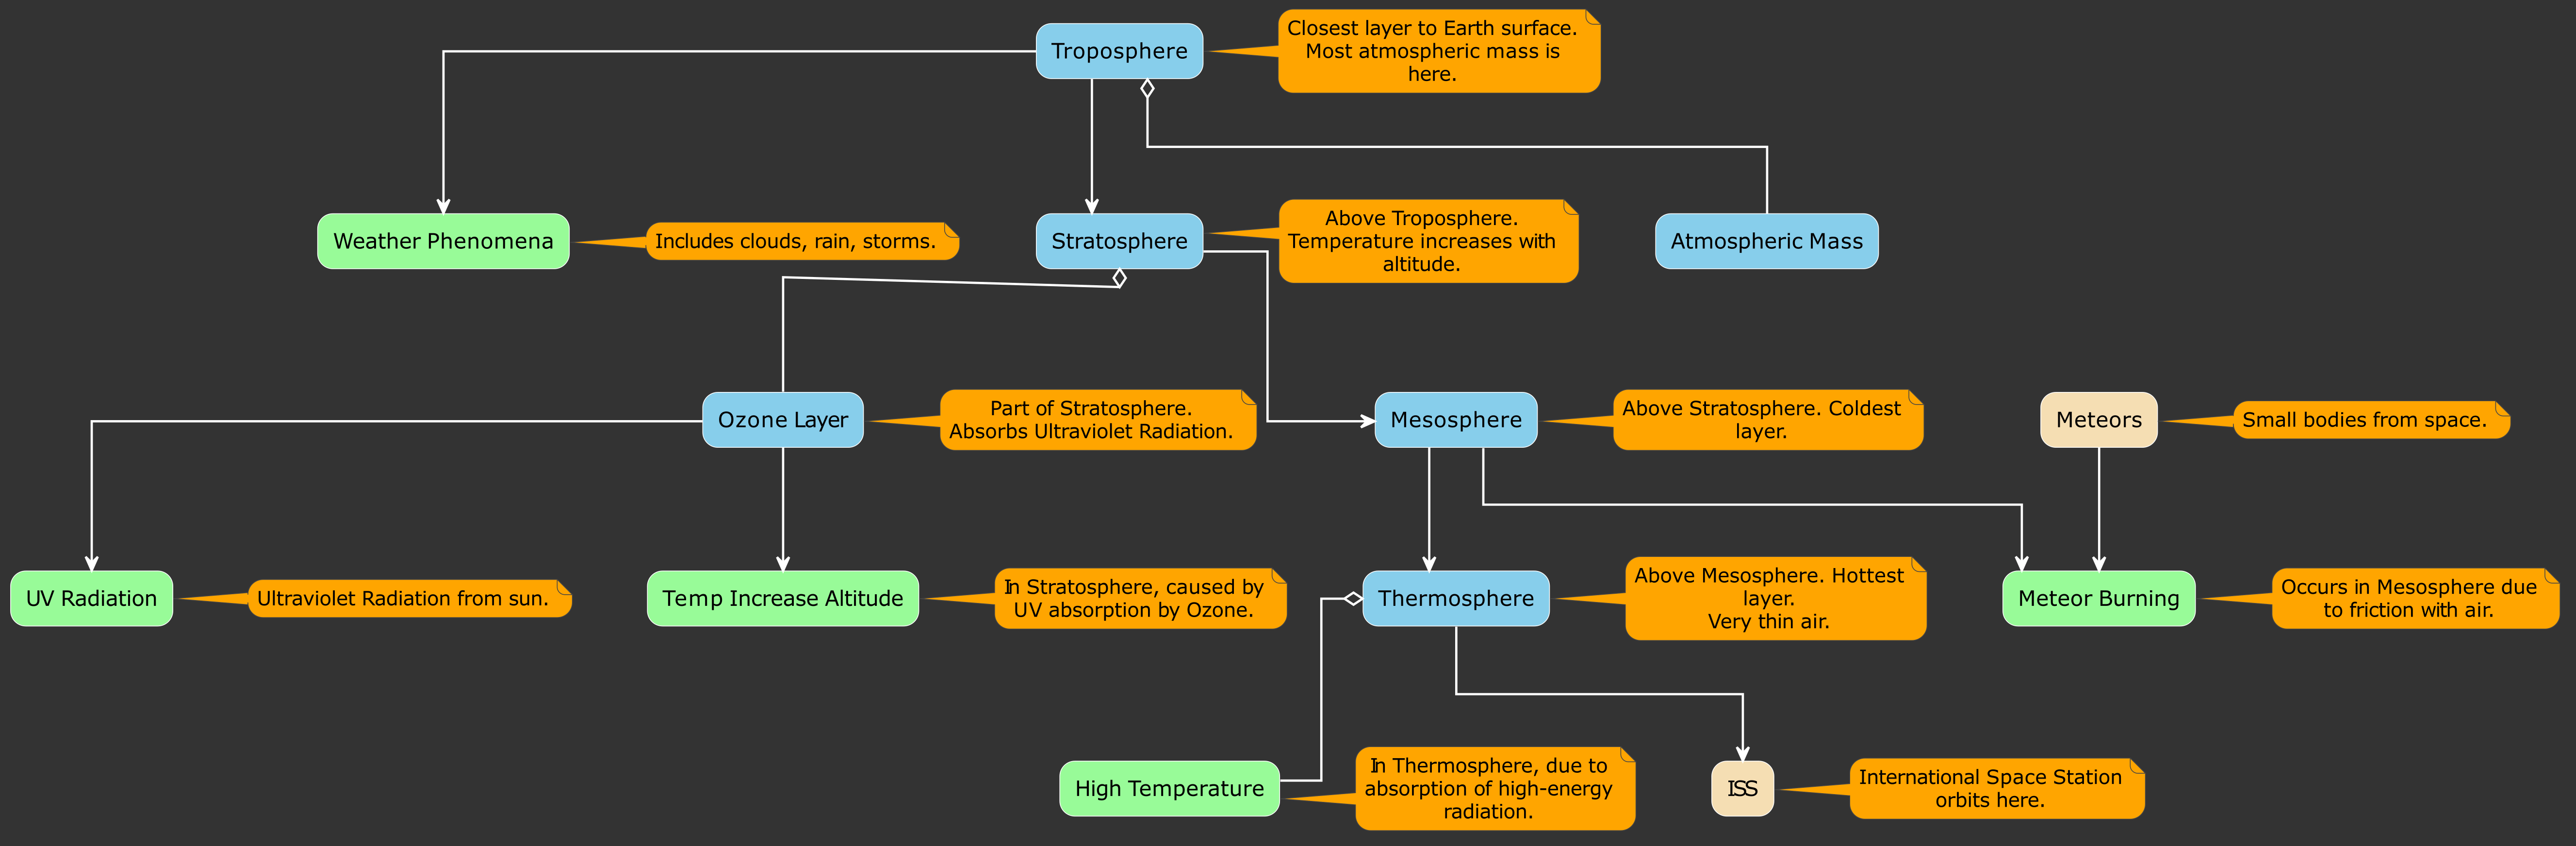 Troposphere
Closest layer to Earth surface.
Most atmospheric mass is
here.
Weather Phenomena
Includes clouds, rain, storms.
Stratosphere
Above Troposphere.
Temperature increases with
altitude.
Atmospheric Mass
Ozone Layer
Part of Stratosphere.
Absorbs Ultraviolet Radiation.
Mesosphere
Above Stratosphere. Coldest
layer.
Meteors
Small bodies from space.
UV Radiation
Ultraviolet Radiation from sun.
Temp Increase Altitude
In Stratosphere, caused by
UV absorption by Ozone.
Thermosphere
Above Mesosphere. Hottest
layer.
Very thin air.
Meteor Burning
Occurs in Mesosphere due
to friction with air.
High Temperature
In Thermosphere, due to
absorption of high-energy
radiation.
ISS
International Space Station
orbits here.